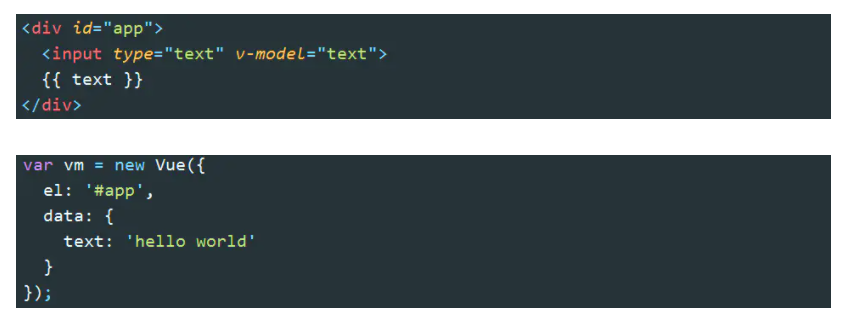 <div id="app">
  <input type="text" v-model="text">
  {{ text }}
</div>
var vm = new Vue({
  el: '#app',
  data: {
    text: 'hello world'
  }
});